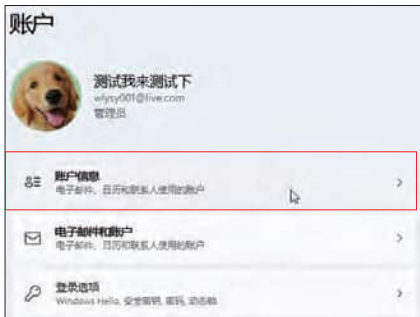 账户
测试我来测试下
wlysy001@live.com
管理员
账户信息
电子邮件、日历和联系人使用的账户
电子邮件和账户
电子邮件、日历和联系人使用的账户
登录选项
Windows Hello, 安全密钥, 密码, 动态锁